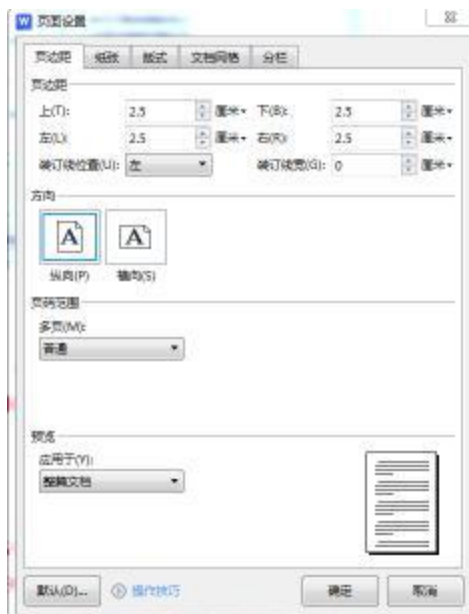 W 页面设置
页边距 纸张 版式 文档网格 分栏
页边距
上(T): 2.5 厘米 下(B): 2.5 厘米
左(L): 2.5 厘米 右(R): 2.5 厘米
装订线位置(U): 左 装订线宽(G): 0 厘米
方向
A A
纵向(P) 横向(S)
页码范围
多页(M):
普通
预览
应用于(Y):
整篇文档
默认(D)... 操作技巧 确定 取消